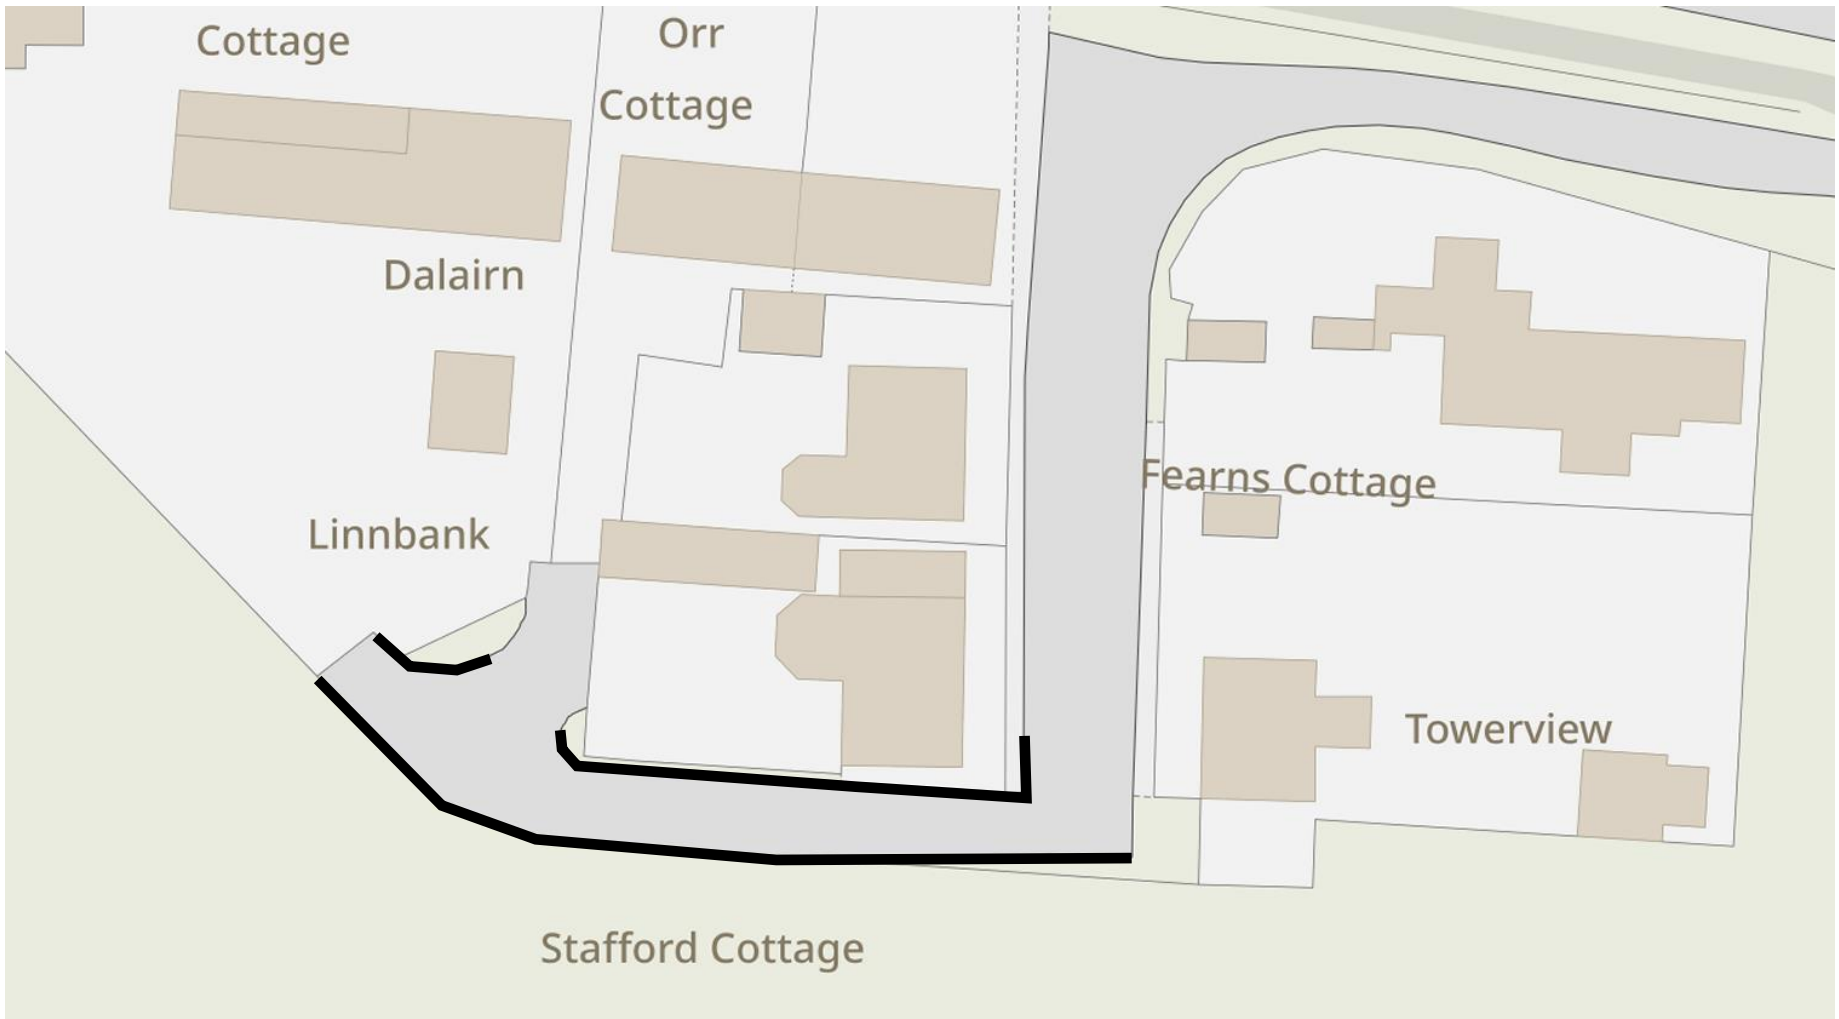 Cottage
Orr
Cottage
Dalairn
Fearns Cottage
Linnbank
Towerview
Stafford Cottage